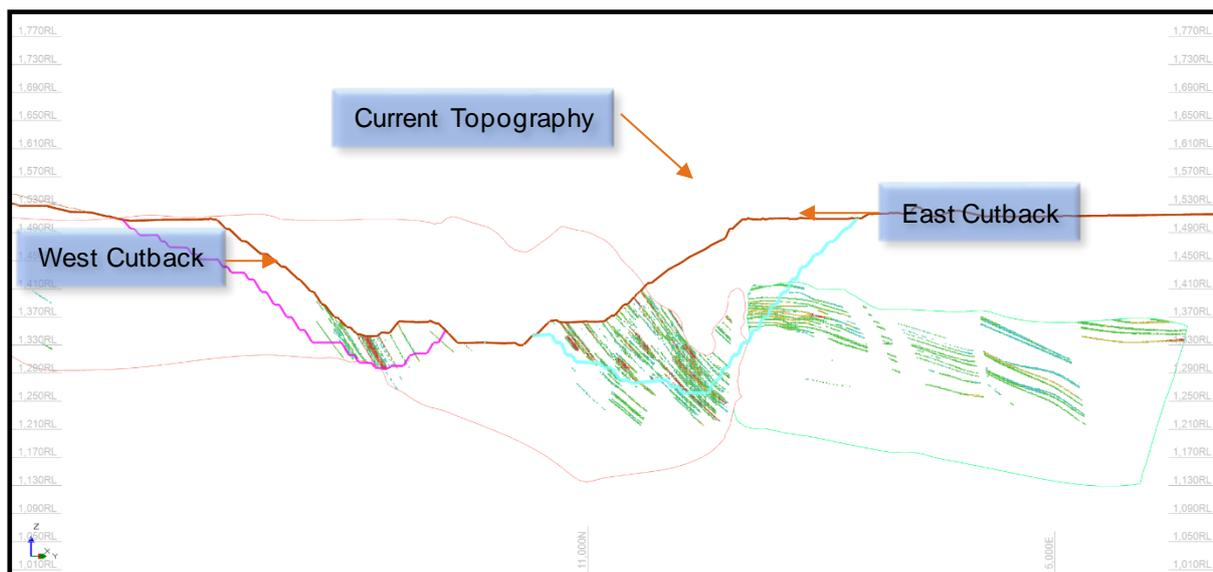 1,770RL 1,770RL
1,730RL 1,730RL
1,690RL 1,690RL
1,650RL 1,650RL
Current Topography
1,610RL 1,610RL
1,570RL 1,570RL
1,530RL 1,530RL
East Cutback
1,490RL 1,490RL
West Cutback
1,450RL
1,410RL 1,410RL
1,370RL 1,370RL
1,330RL 1,330RL
1,290RL 1,290RL
1,250RL 1,250RL
1,210RL 1,210RL
1,170RL 1,170RL
1,130RL 1,130RL
1,090RL 1,090RL
1,050RL 1,050RL
1,010RL 1,010RL
Z
X
Y
11,000N
5,000E